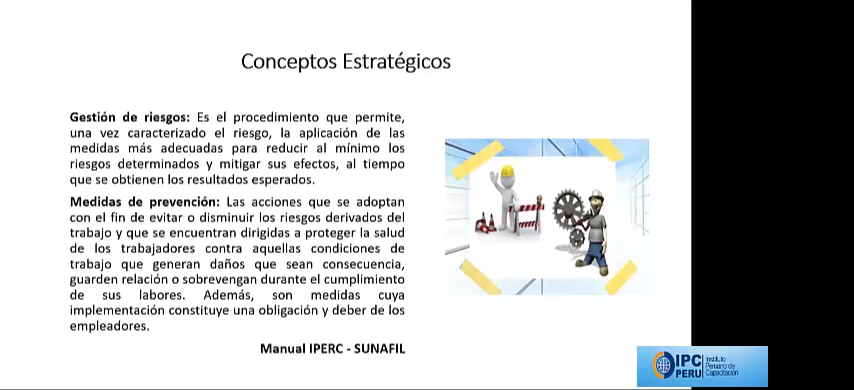 Conceptos Estratégicos
Gestión de riesgos: Es el procedimiento que permite,
una vez caracterizado el riesgo, la aplicación de las
medidas más adecuadas para reducir al mínimo los
riesgos determinados y mitigar sus efectos, al tiempo
que se obtienen los resultados esperados.
Medidas de prevención: Las acciones que se adoptan
con el fin de evitar o disminuir los riesgos derivados del
trabajo y que se encuentran dirigidas a proteger la salud
de los trabajadores contra aquellas condiciones de
trabajo que generan daños que sean consecuencia,
guarden relación o sobrevengan durante el cumplimiento
de sus labores. Además, son medidas cuya
implementación constituye una obligación y deber de los
empleadores.
Manual IPERC - SUNAFIL
IPC
PERU
Instituto
Peruano de
Capacitación